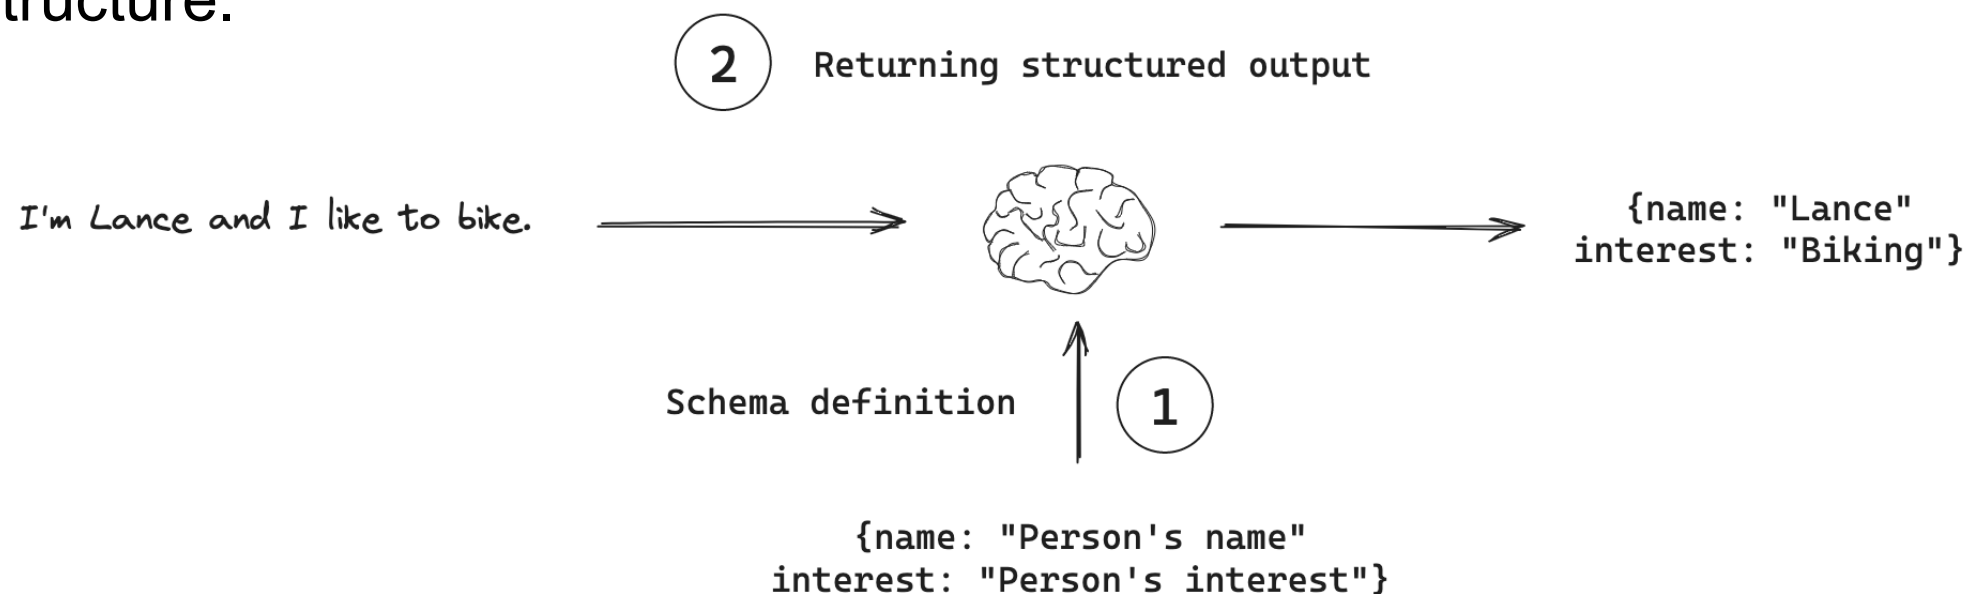 tructure.
2 Returning structured output
I'm Lance and I like to bike.
{name: "Lance"
interest: "Biking"}
Schema definition 1
{name: "Person's name"
interest: "Person's interest"}